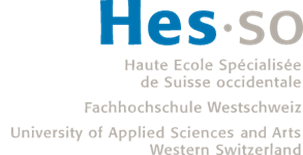 Hes·so
Haute Ecole Spécialisée
de Suisse occidentale
Fachhochschule Westschweiz
University of Applied Sciences and Arts
Western Switzerland